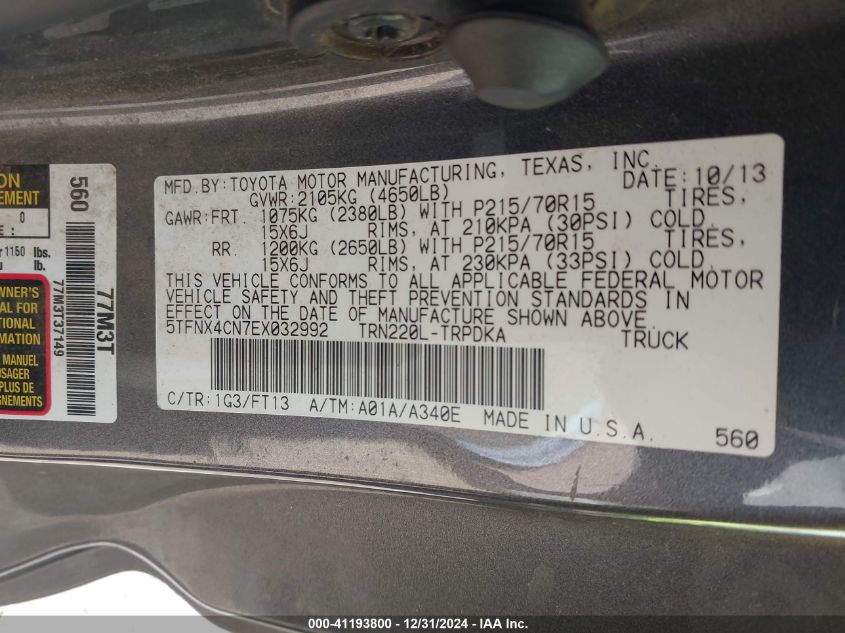 ON
EMENT
0
E :
r 1150 lbs.
lb.
WNER'S
AL FOR
TIONAL
RMATION
MANUEL
USAGER
PLUS DE
GNEMENTS
560
77M3T37149
77M3T
MFD.BY:TOYOTA MOTOR MANUFACTURING, TEXAS, INC.
GVWR:2105KG (4650LB) DATE:10/13
GAWR:FRT. 1075KG (2380LB) WITH P215/70R15 TIRES,
15X6J RIMS, AT 210KPA (30PSI) COLD.
RR. 1200KG (2650LB) WITH P215/70R15 TIRES,
15X6J RIMS, AT 230KPA (33PSI) COLD.
THIS VEHICLE CONFORMS TO ALL APPLICABLE FEDERAL MOTOR
VEHICLE SAFETY AND THEFT PREVENTION STANDARDS IN
EFFECT ON THE DATE OF MANUFACTURE SHOWN ABOVE.
5TFNX4CN7EX032992 TRN220L-TRPDKA TRUCK
C/TR:1G3/FT13 A/TM:A01A/A340E MADE IN U.S.A.
560
000-41193800 - 12/31/2024 - IAA Inc.